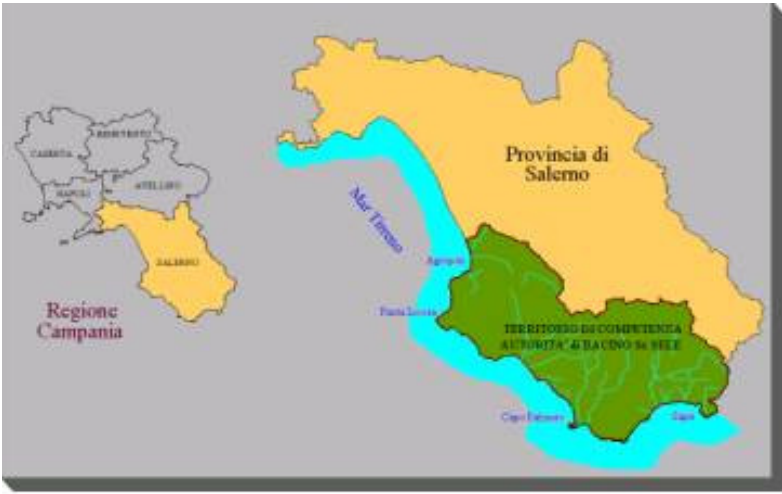 BENEVENTO
CASERTA
NAPOLI
AVELLINO
SALERNO
Regione
Campania
Provincia di
Salerno
Mar Tirreno
Agropoli
Punta Licosa
TERRITORIO DI COMPETENZA
AUTORITA' di BACINO Sx SELE
Capo Palinuro
Sapri